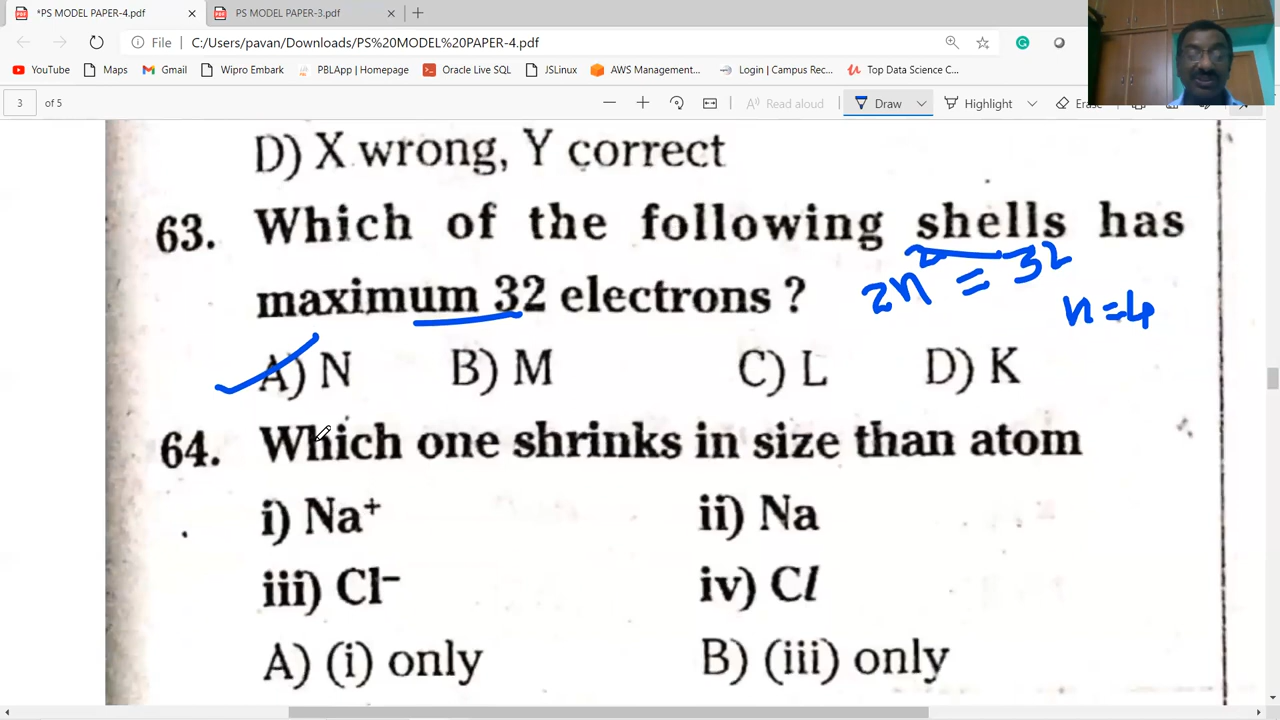 *PS MODEL PAPER-4.pdf
PS MODEL PAPER-3.pdf
File C:/Users/pavan/Downloads/PS%20MODEL%20PAPER-4.pdf
YouTube Maps Gmail Wipro Embark PBLApp | Homepage Oracle Live SQL JSLinux AWS Management... Login | Campus Rec... Top Data Science C...
3 of 5 Read aloud Draw Highlight Erase
D) X wrong, Y correct
63. Which of the following shells has
maximum 32 electrons ?
2n² = 32
n=4
A) N B) M C) L D) K
64. Which one shrinks in size than atom
i) Na⁺ ii) Na
iii) Cl⁻ iv) Cl
A) (i) only B) (iii) only